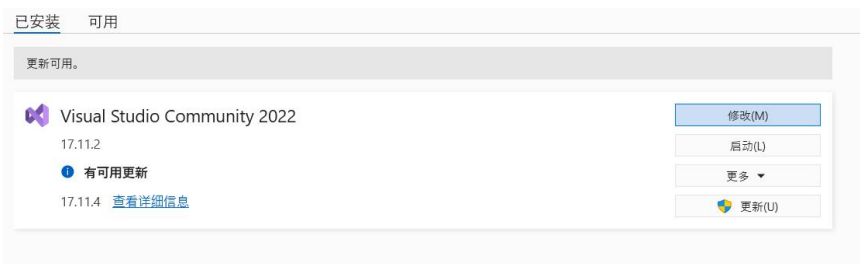 已安装 可用
更新可用。
Visual Studio Community 2022
修改(M)
17.11.2
启动(L)
有可用更新
更多
17.11.4 查看详细信息
更新(U)